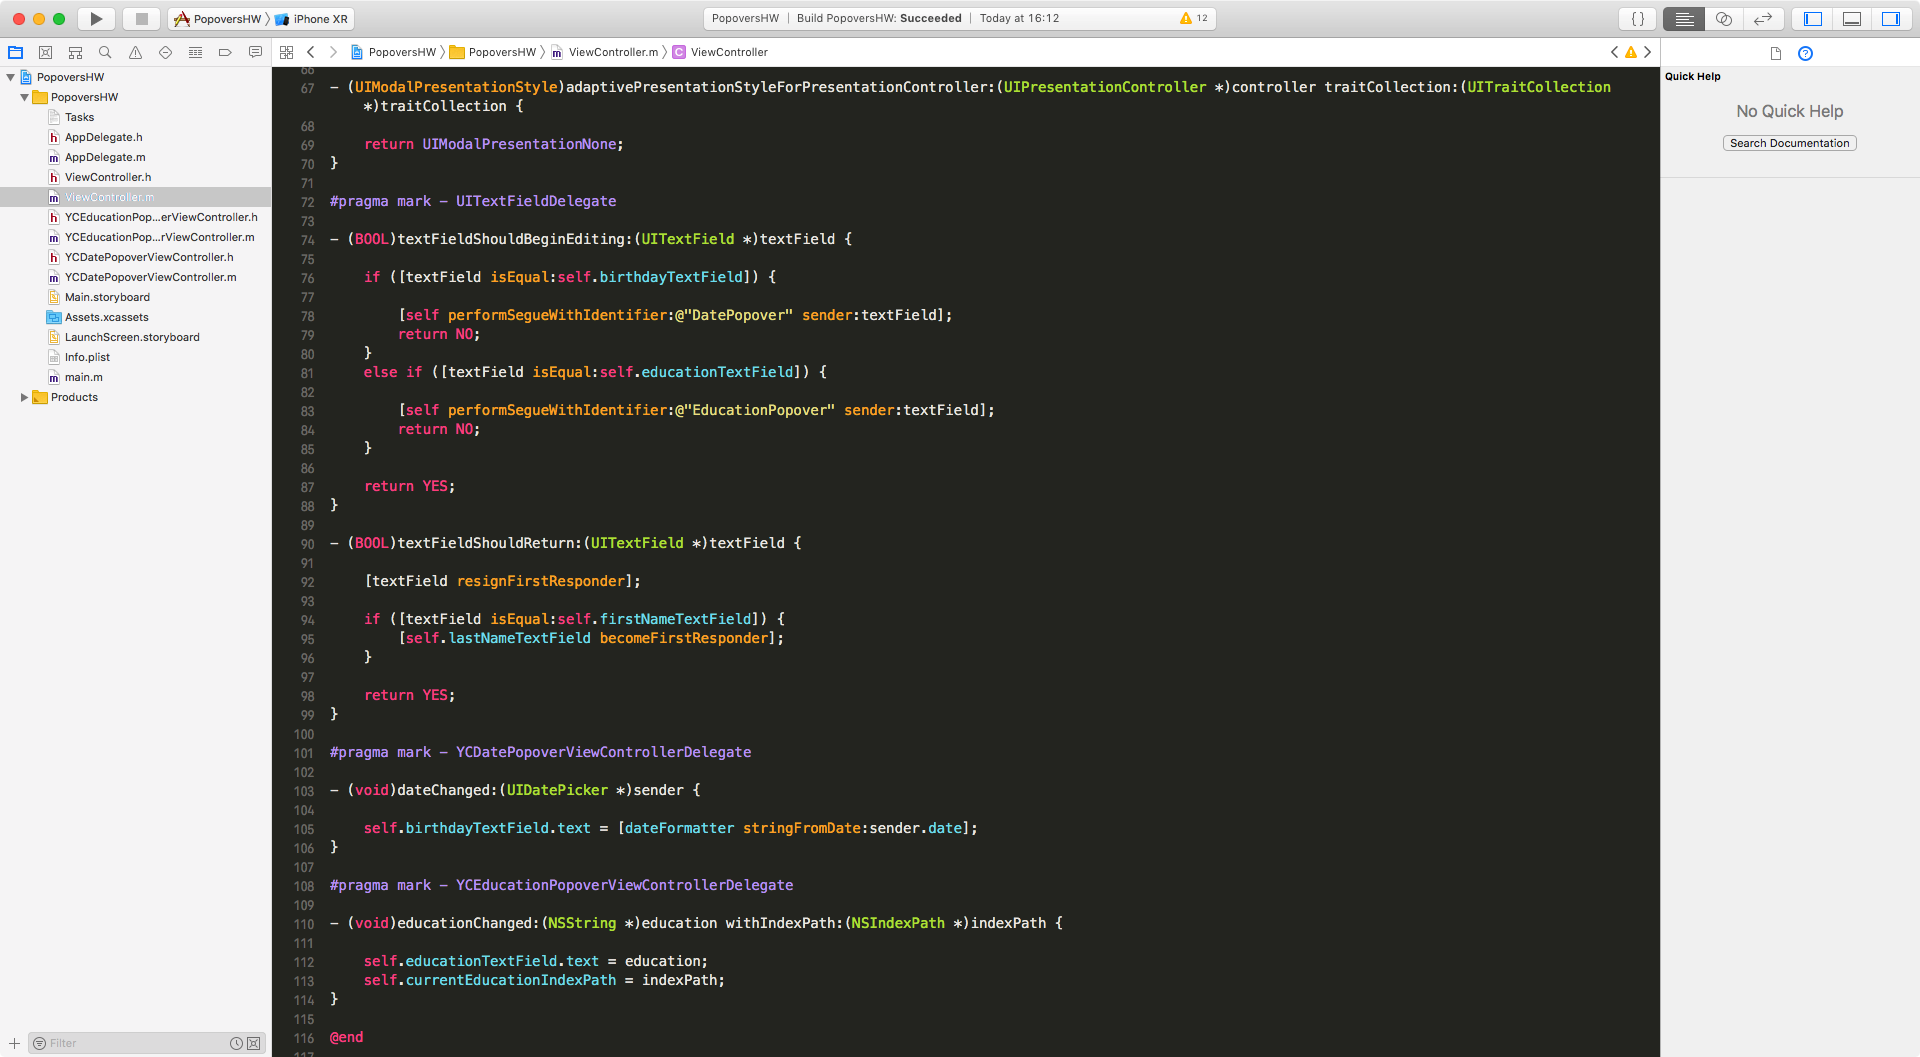 PopoversHW iPhone XR
PopoversHW Build PopoversHW: Succeeded Today at 16:12 12
PopoversHW PopoversHW ViewController.m C ViewController
PopoversHW
PopoversHW
Tasks
h AppDelegate.h
m AppDelegate.m
h ViewController.h
m ViewController.m
h YCEducationPop...erViewController.h
m YCEducationPop...rViewController.m
h YCDatePopoverViewController.h
m YCDatePopoverViewController.m
Main.storyboard
Assets.xcassets
LaunchScreen.storyboard
Info.plist
m main.m
Products
Filter
66
67 - (UIModalPresentationStyle)adaptivePresentationStyleForPresentationController:(UIPresentationController *)controller traitCollection:(UITraitCollection
*)traitCollection {
68
69 return UIModalPresentationNone;
70 }
71
72 #pragma mark - UITextFieldDelegate
73
74 - (BOOL)textFieldShouldBeginEditing:(UITextField *)textField {
75
76 if ([textField isEqual:self.birthdayTextField]) {
77
78 [self performSegueWithIdentifier:@"DatePopover" sender:textField];
79 return NO;
80 }
81 else if ([textField isEqual:self.educationTextField]) {
82
83 [self performSegueWithIdentifier:@"EducationPopover" sender:textField];
84 return NO;
85 }
86
87 return YES;
88 }
89
90 - (BOOL)textFieldShouldReturn:(UITextField *)textField {
91
92 [textField resignFirstResponder];
93
94 if ([textField isEqual:self.firstNameTextField]) {
95 [self.lastNameTextField becomeFirstResponder];
96 }
97
98 return YES;
99 }
100
101 #pragma mark - YCDatePopoverViewControllerDelegate
102
103 - (void)dateChanged:(UIDatePicker *)sender {
104
105 self.birthdayTextField.text = [dateFormatter stringFromDate:sender.date];
106 }
107
108 #pragma mark - YCEducationPopoverViewControllerDelegate
109
110 - (void)educationChanged:(NSString *)education withIndexPath:(NSIndexPath *)indexPath {
111
112 self.educationTextField.text = education;
113 self.currentEducationIndexPath = indexPath;
114 }
115
116 @end
117
Quick Help
No Quick Help
Search Documentation